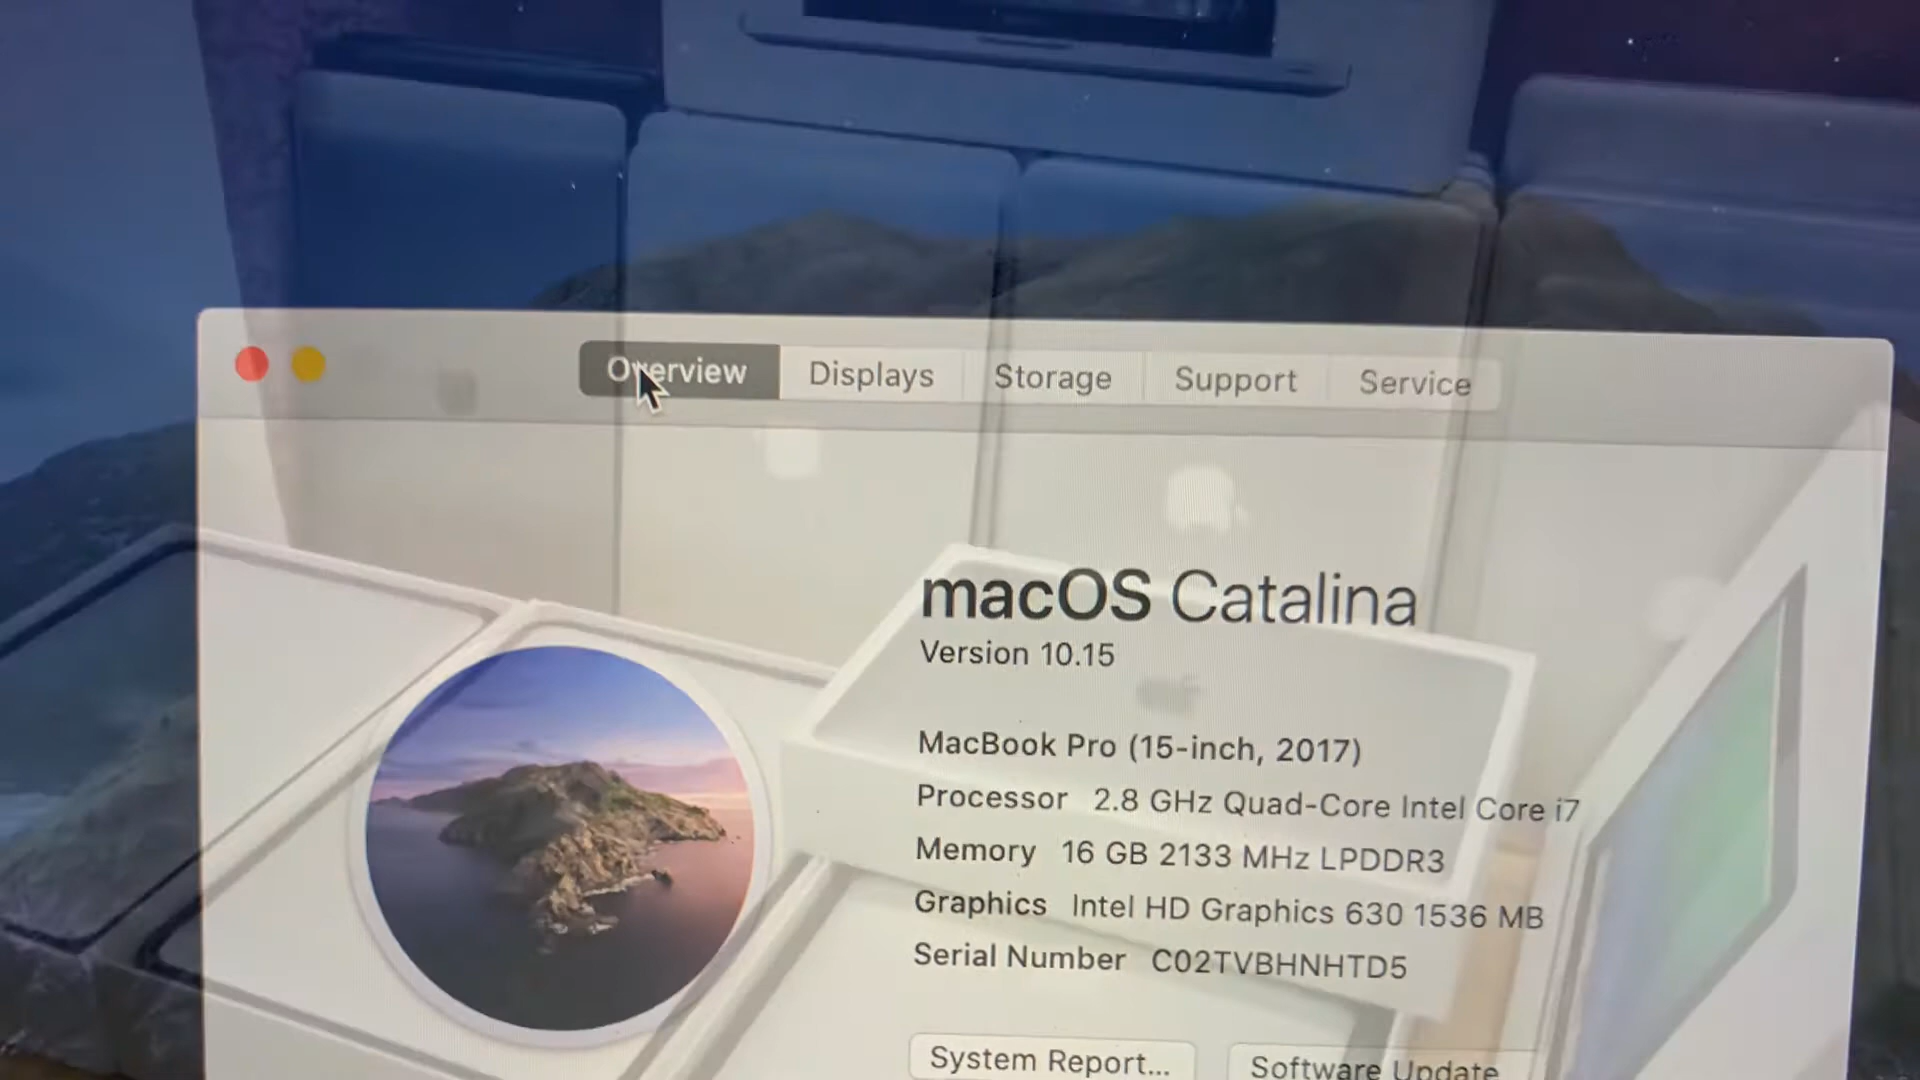 Overview Displays Storage Support Service
macOS Catalina
Version 10.15
MacBook Pro (15-inch, 2017)
Processor 2.8 GHz Quad-Core Intel Core i7
Memory 16 GB 2133 MHz LPDDR3
Graphics Intel HD Graphics 630 1536 MB
Serial Number C02TVBHNHTD5
System Report... Software Update